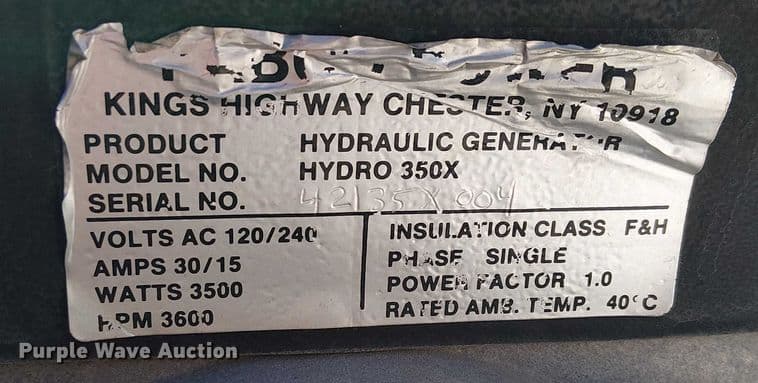 KINGS HIGHWAY CHESTER, NY 10918
PRODUCT HYDRAULIC GENERATOR
MODEL NO. HYDRO 350X
SERIAL NO. 42135X004
VOLTS AC 120/240
AMPS 30/15
WATTS 3500
RPM 3600
INSULATION CLASS F&H
PHASE SINGLE
POWER FACTOR 1.0
RATED AMB. TEMP. 40°C
Purple Wave Auction